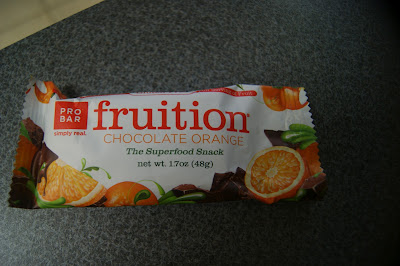 PRO
BAR
simply real.
fruition
CHOCOLATE ORANGE
The Superfood Snack
net wt. 1.7oz (48g)